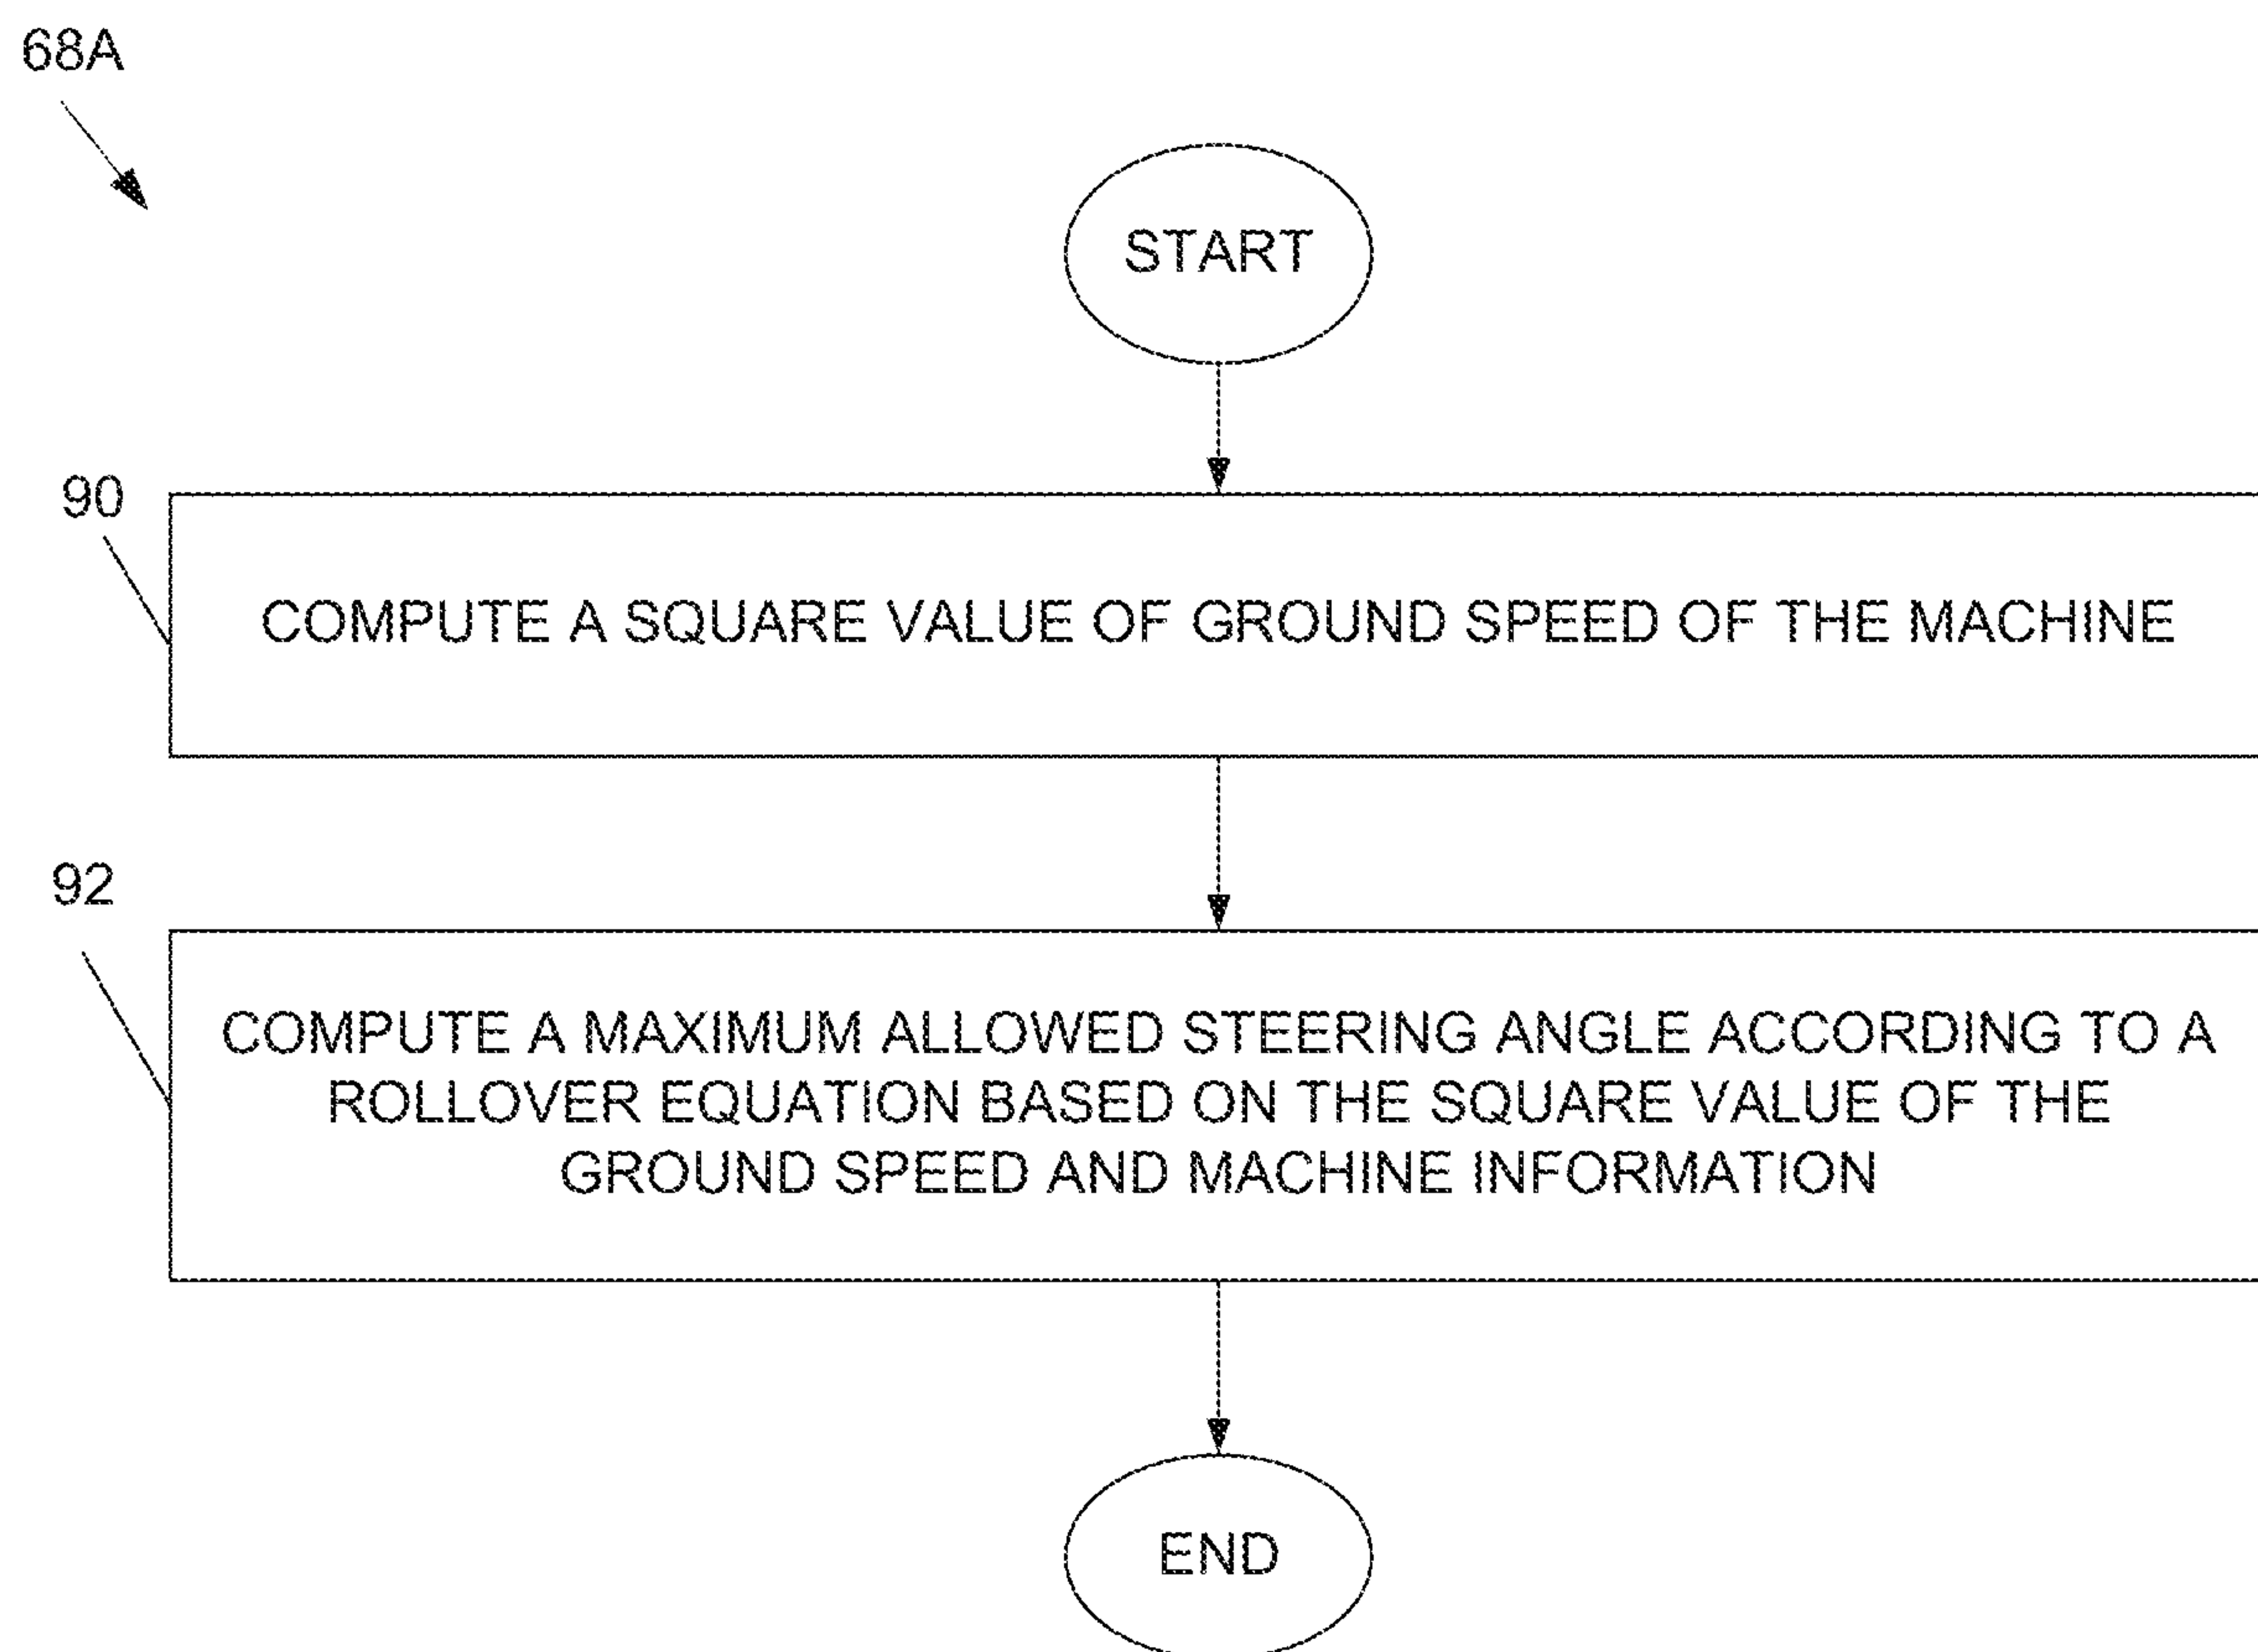 68A
START
90
COMPUTE A SQUARE VALUE OF GROUND SPEED OF THE MACHINE
92
COMPUTE A MAXIMUM ALLOWED STEERING ANGLE ACCORDING TO A
ROLLOVER EQUATION BASED ON THE SQUARE VALUE OF THE
GROUND SPEED AND MACHINE INFORMATION
END